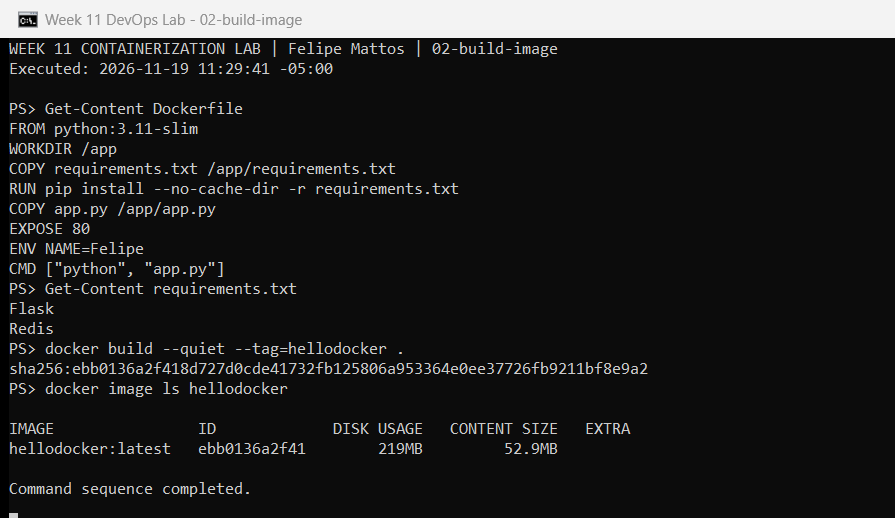 Week 11 DevOps Lab - 02-build-image
WEEK 11 CONTAINERIZATION LAB | Felipe Mattos | 02-build-image
Executed: 2026-11-19 11:29:41 -05:00
PS> Get-Content Dockerfile
FROM python:3.11-slim
WORKDIR /app
COPY requirements.txt /app/requirements.txt
RUN pip install --no-cache-dir -r requirements.txt
COPY app.py /app/app.py
EXPOSE 80
ENV NAME=Felipe
CMD ["python", "app.py"]
PS> Get-Content requirements.txt
Flask
Redis
PS> docker build --quiet --tag=hellodocker .
sha256:ebb0136a2f418d727d0cde41732fb125806a953364e0ee37726fb9211bf8e9a2
PS> docker image ls hellodocker
IMAGE ID DISK USAGE CONTENT SIZE EXTRA
hellodocker:latest ebb0136a2f41 219MB 52.9MB
Command sequence completed.